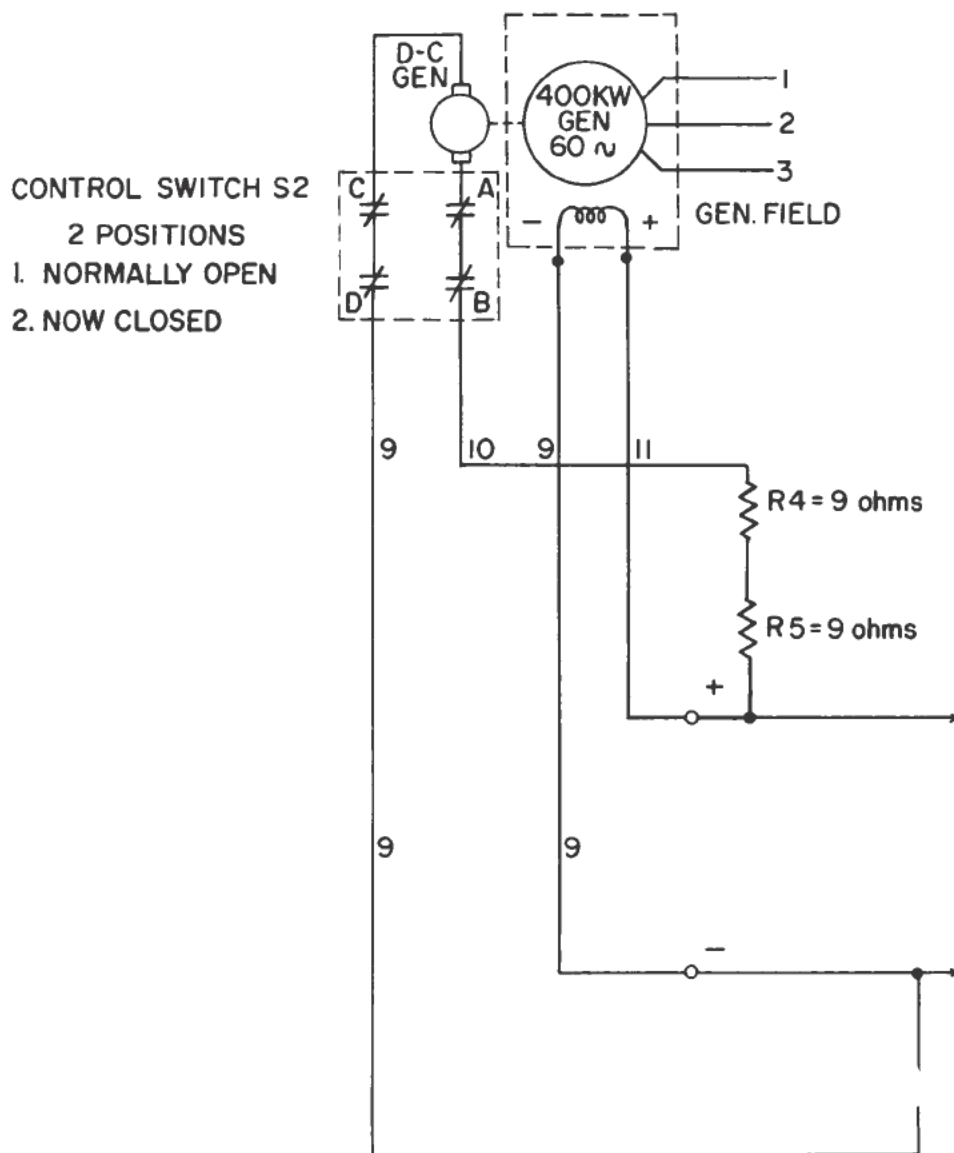 D-C
GEN
400KW
GEN
60 ~
1
2
3
CONTROL SWITCH S2
2 POSITIONS
1. NORMALLY OPEN
2. NOW CLOSED
C
A
D
B
-
+
GEN. FIELD
9
10
9
11
R4 = 9 ohms
R5 = 9 ohms
+
9
9
-